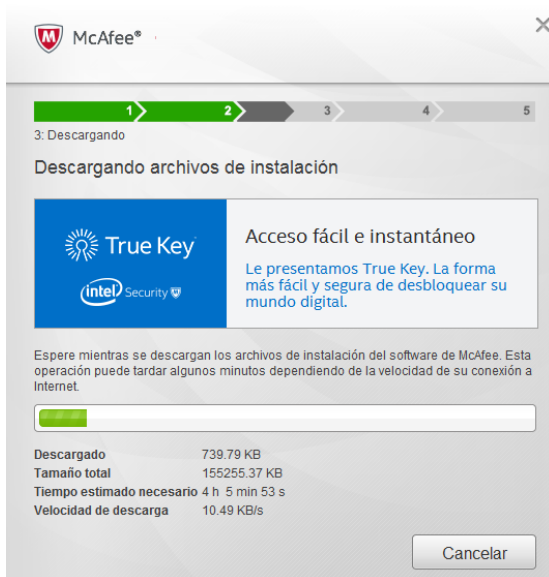 McAfee®
1 2 3 4 5
3: Descargando
Descargando archivos de instalación
True Key
intel Security
Acceso fácil e instantáneo
Le presentamos True Key. La forma
más fácil y segura de desbloquear su
mundo digital.
Espere mientras se descargan los archivos de instalación del software de McAfee. Esta
operación puede tardar algunos minutos dependiendo de la velocidad de su conexión a
Internet.
Descargado 739.79 KB
Tamaño total 155255.37 KB
Tiempo estimado necesario 4 h 5 min 53 s
Velocidad de descarga 10.49 KB/s
Cancelar